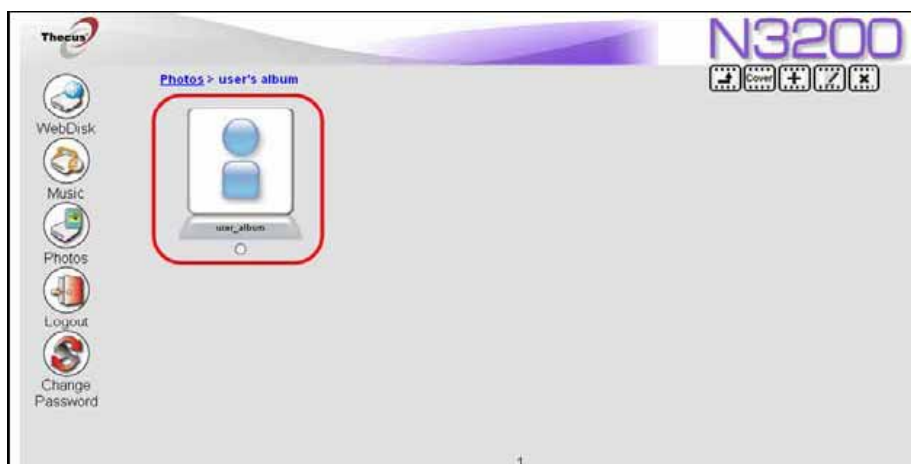 Thecus
N3200
Cover
Photos > user's album
WebDisk
Music
Photos
Logout
Change
Password
user_album
1